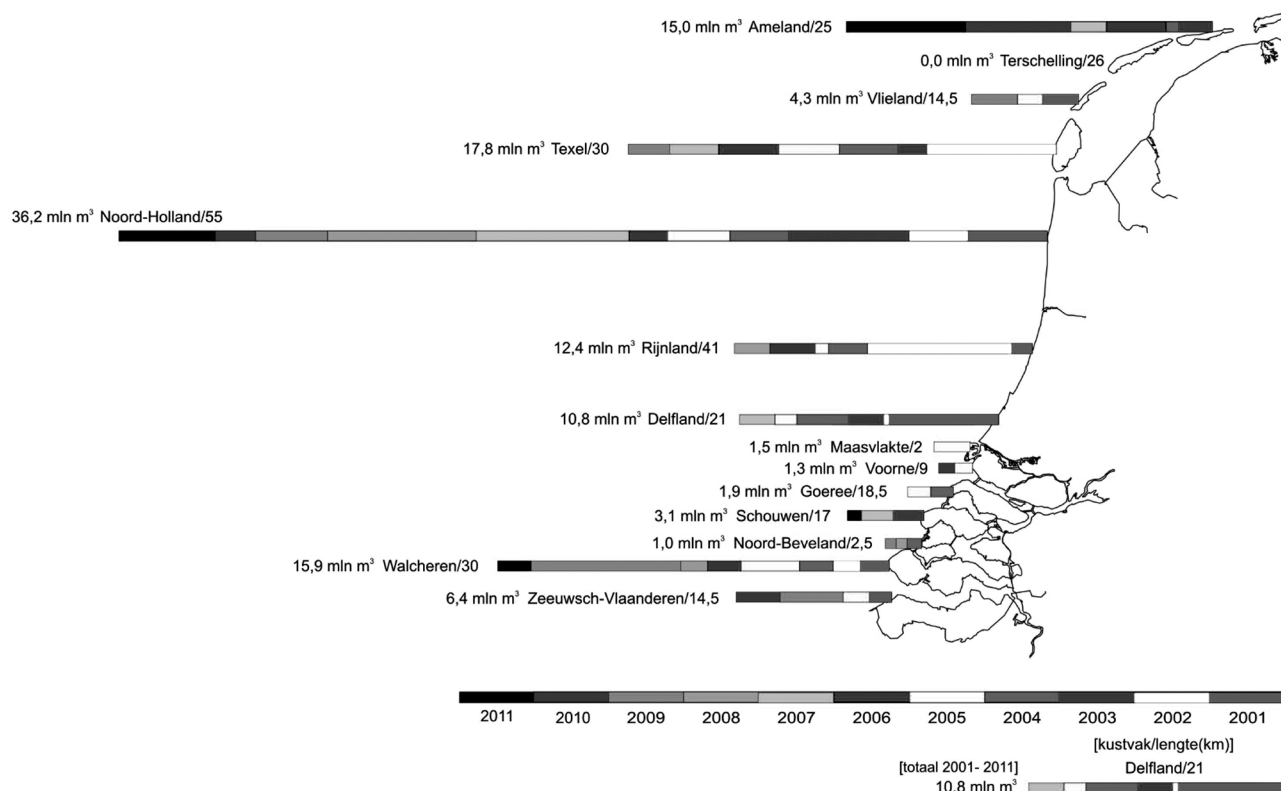 15,0 mln m³ Ameland/25
0,0 mln m³ Terschelling/26
4,3 mln m³ Vlieland/14,5
17,8 mln m³ Texel/30
36,2 mln m³ Noord-Holland/55
12,4 mln m³ Rijnland/41
10,8 mln m³ Delfland/21
1,5 mln m³ Maasvlakte/2
1,3 mln m³ Voorne/9
1,9 mln m³ Goeree/18,5
3,1 mln m³ Schouwen/17
1,0 mln m³ Noord-Beveland/2,5
15,9 mln m³ Walcheren/30
6,4 mln m³ Zeeuwsch-Vlaanderen/14,5
2011 2010 2009 2008 2007 2006 2005 2004 2003 2002 2001
[kustvak/lengte(km)]
[totaal 2001- 2011] Delfland/21
10,8 mln m³